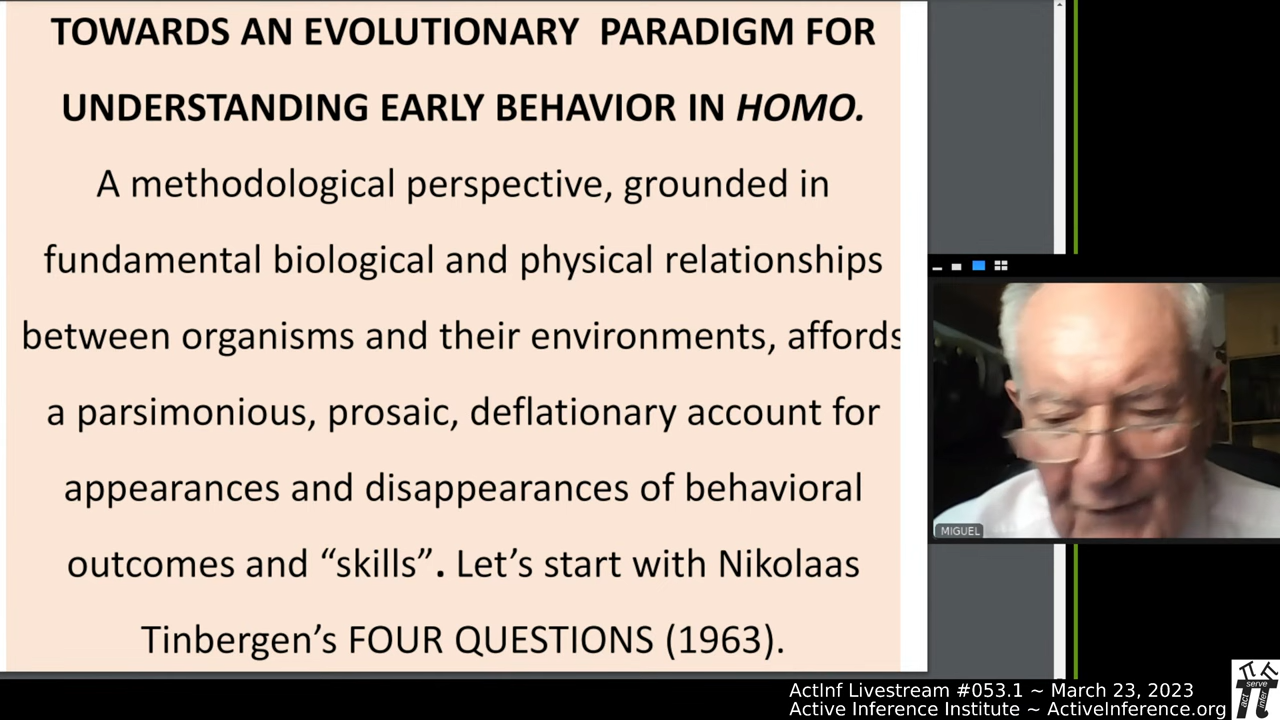 TOWARDS AN EVOLUTIONARY PARADIGM FOR
UNDERSTANDING EARLY BEHAVIOR IN HOMO.
A methodological perspective, grounded in
fundamental biological and physical relationships
between organisms and their environments, affords
a parsimonious, prosaic, deflationary account for
appearances and disappearances of behavioral
outcomes and “skills”. Let’s start with Nikolaas
Tinbergen’s FOUR QUESTIONS (1963).
MIGUEL
ActInf Livestream #053.1 ~ March 23, 2023
Active Inference Institute ~ ActiveInference.org
serve
act
infer